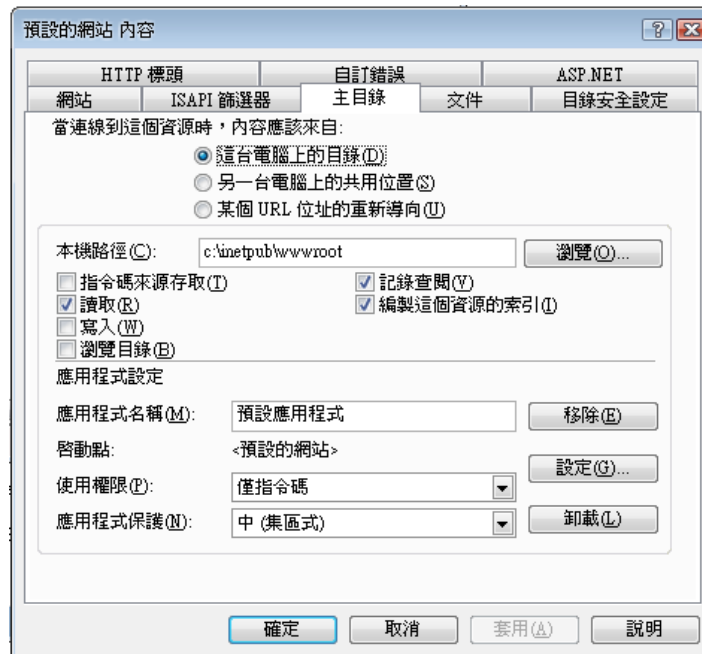 預設的網站 內容
HTTP 標頭 自訂錯誤 ASP.NET
網站 ISAPI 篩選器 主目錄 文件 目錄安全設定
當連線到這個資源時，內容應該來自:
這台電腦上的目錄(D)
另一台電腦上的共用位置(S)
某個 URL 位址的重新導向(U)
本機路徑(C): c:\inetpub\wwwroot 瀏覽(O)...
指令碼來源存取(T) 記錄查閱(V)
讀取(R) 編製這個資源的索引(I)
寫入(W)
瀏覽目錄(B)
應用程式設定
應用程式名稱(M): 預設應用程式 移除(E)
啟動點: <預設的網站>
設定(G)...
使用權限(P): 僅指令碼
應用程式保護(N): 中 (集區式) 卸載(L)
確定 取消 套用(A) 說明